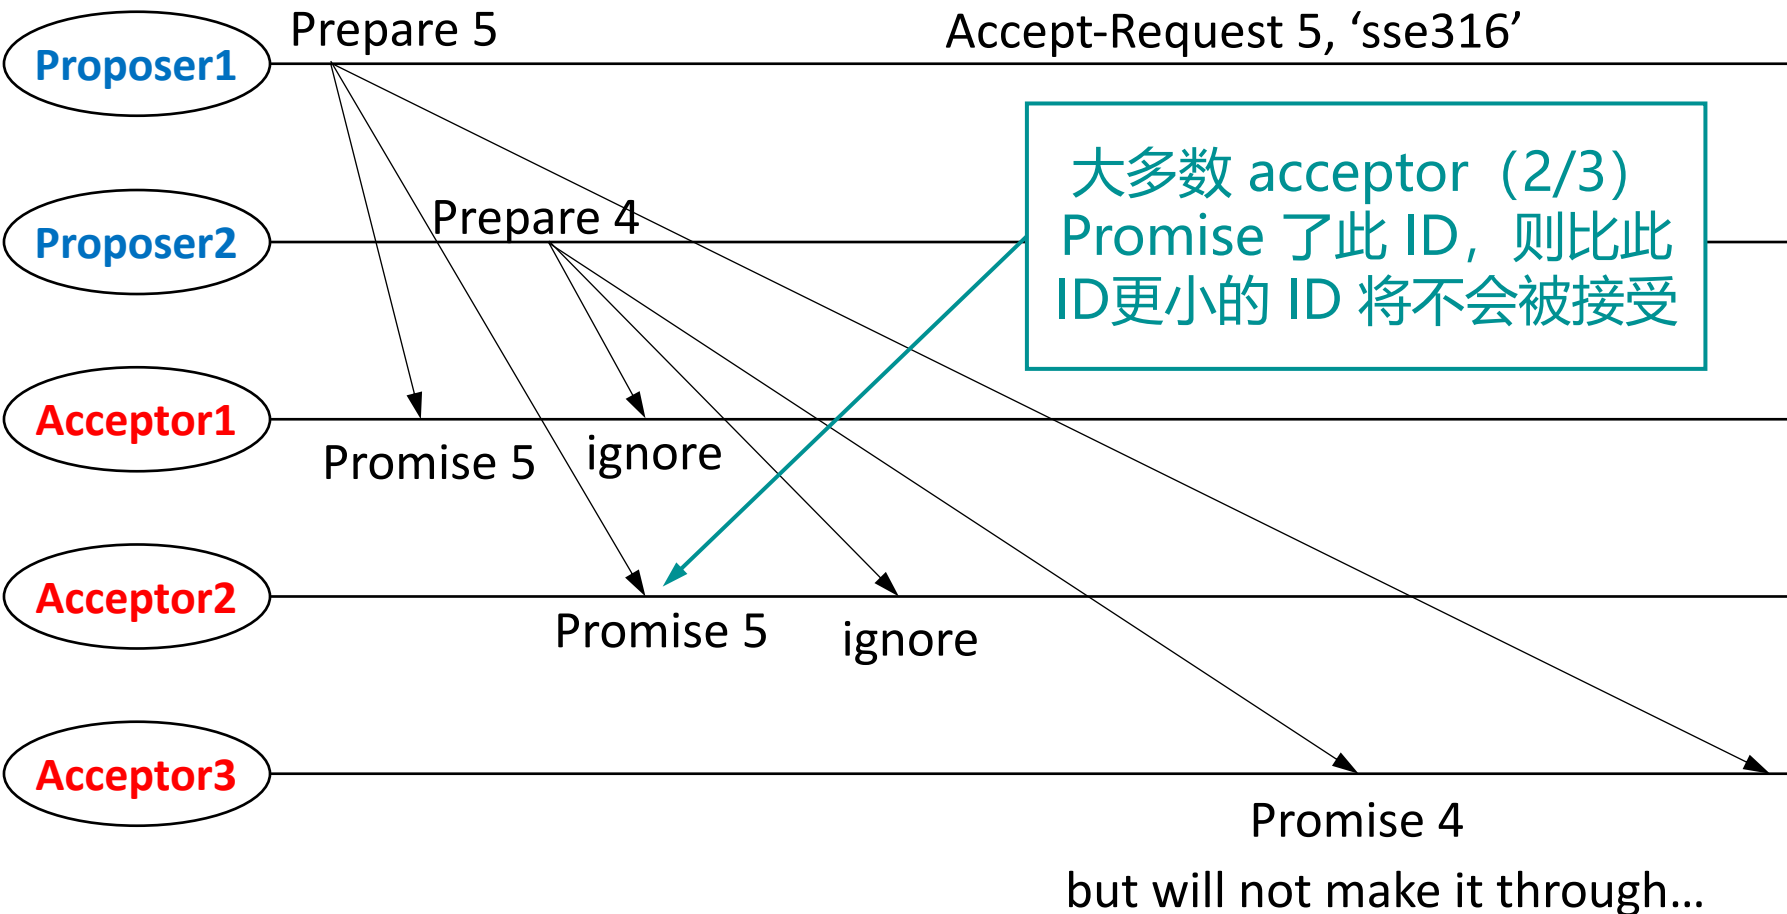 Prepare 5
Accept-Request 5, ‘sse316’
Proposer1
大多数 acceptor（2/3）
Promise 了此 ID，则比此
ID更小的 ID 将不会被接受
Prepare 4
Proposer2
Acceptor1
Promise 5
ignore
Acceptor2
Promise 5
ignore
Acceptor3
Promise 4
but will not make it through...